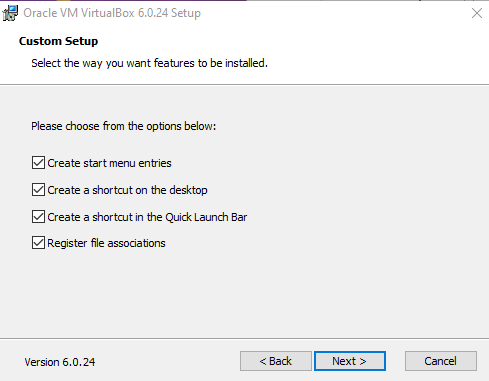 Oracle VM VirtualBox 6.0.24 Setup
Custom Setup
Select the way you want features to be installed.
Please choose from the options below:
Create start menu entries
Create a shortcut on the desktop
Create a shortcut in the Quick Launch Bar
Register file associations
Version 6.0.24
< Back
Next >
Cancel